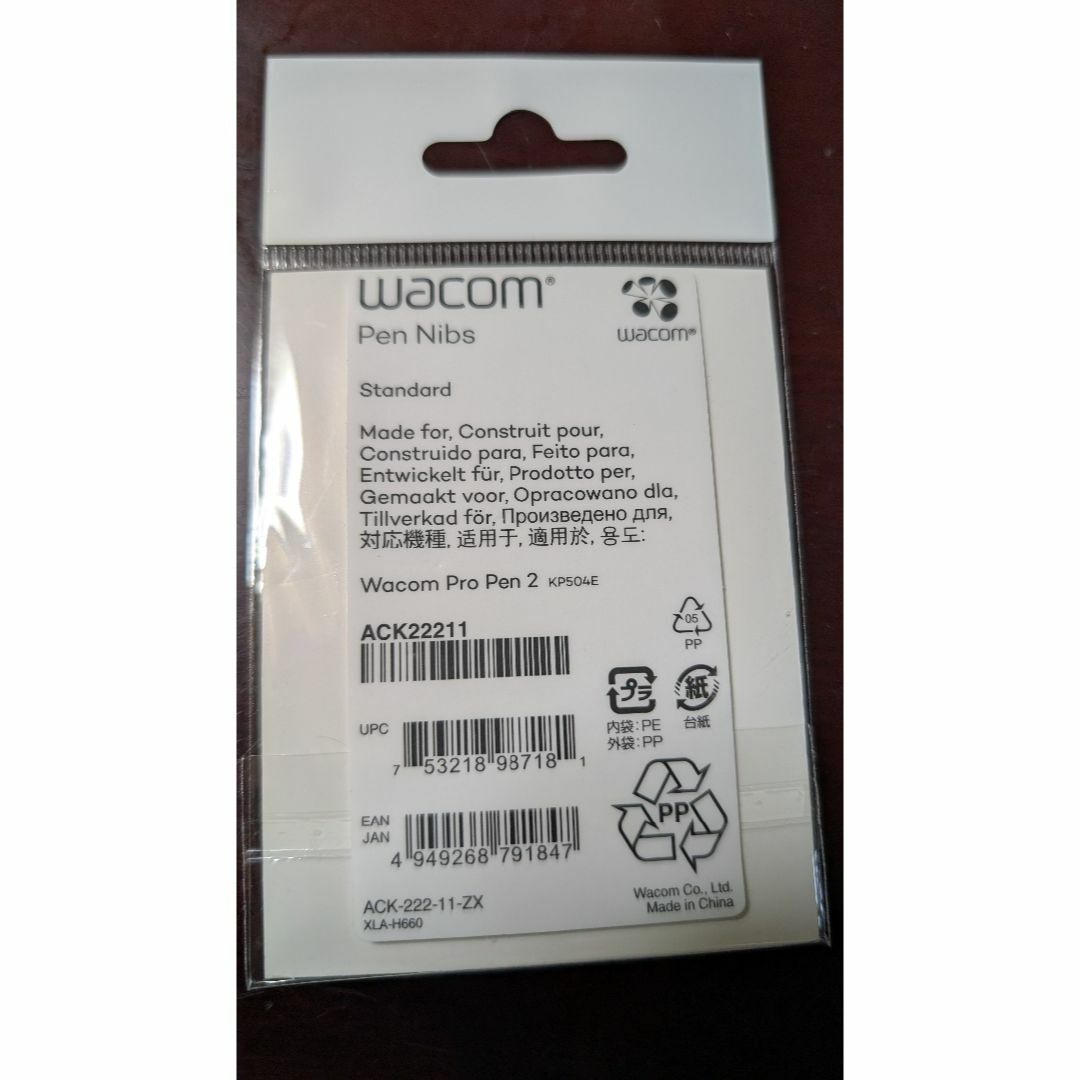 wacom®
Pen Nibs
wacom®
Standard
Made for, Construit pour,
Construido para, Feito para,
Entwickelt für, Prodotto per,
Gemaakt voor, Opracowano dla,
Tillverkad för, Произведено для,
対応機種, 适用于, 適用於, 용도:
Wacom Pro Pen 2 KP504E
ACK22211
05
PP
プラ
紙
内袋:PE
外袋:PP
台紙
UPC
7 53218 98718 1
PP
EAN
JAN
4 949268 791847
ACK-222-11-ZX
XLA-H660
Wacom Co., Ltd.
Made in China